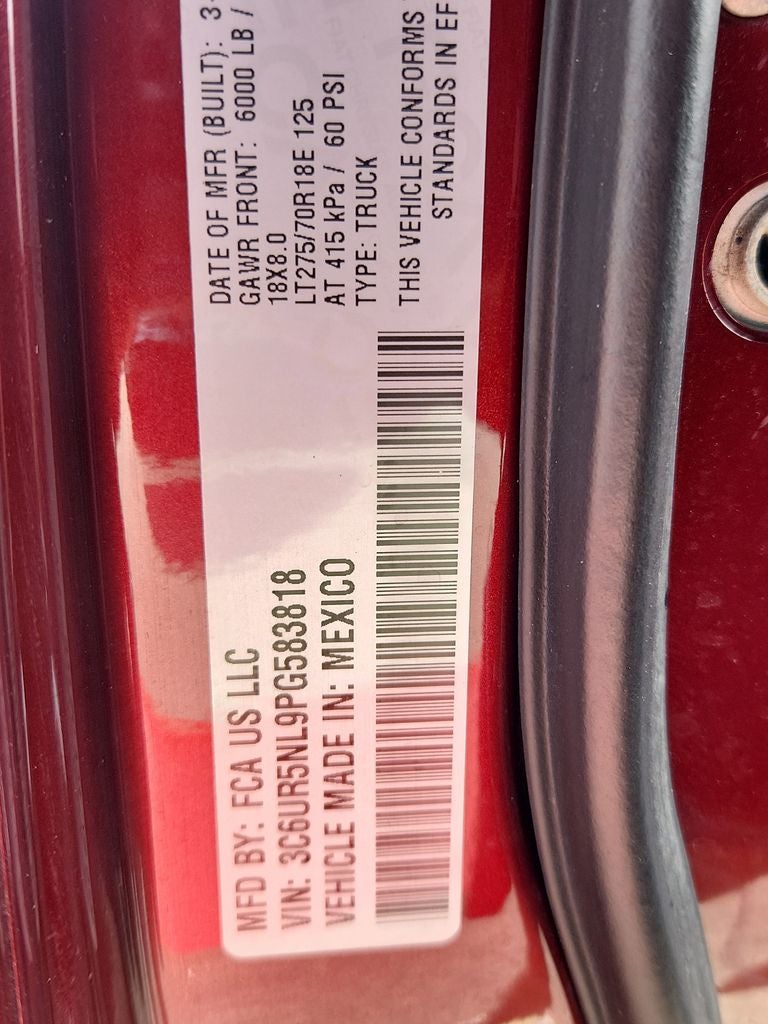 MFD BY: FCA US LLC
VIN: 3C6UR5NL9PG583818
VEHICLE MADE IN: MEXICO
DATE OF MFR (BUILT): 3-
GAWR FRONT: 6000 LB /
18X8.0
LT275/70R18E 125
AT 415 kPa / 60 PSI
TYPE: TRUCK
THIS VEHICLE CONFORMS
STANDARDS IN EF